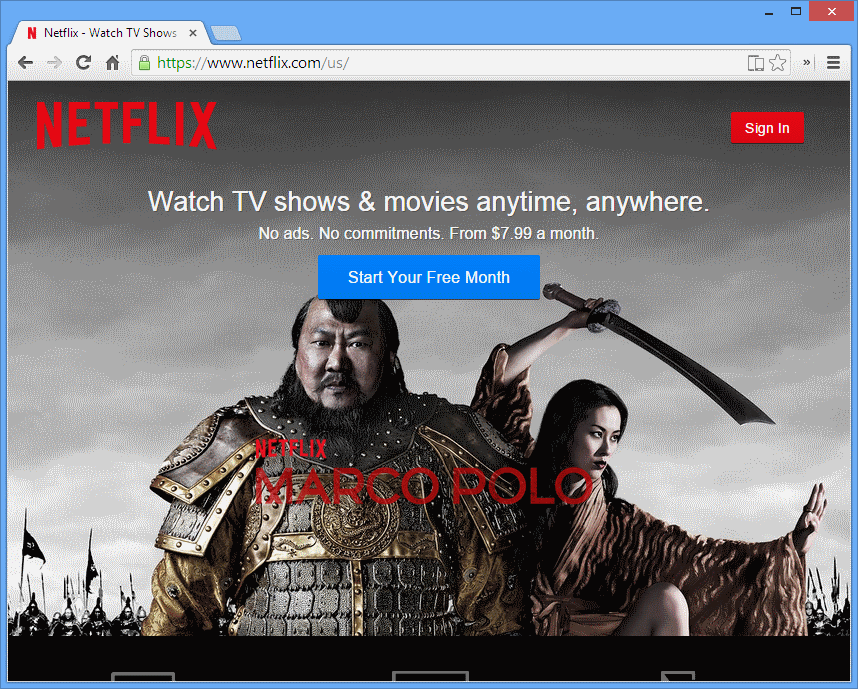 Netflix - Watch TV Shows
https://www.netflix.com/us/
NETFLIX
Sign In
Watch TV shows & movies anytime, anywhere.
No ads. No commitments. From $7.99 a month.
Start Your Free Month
NETFLIX
MARCO POLO